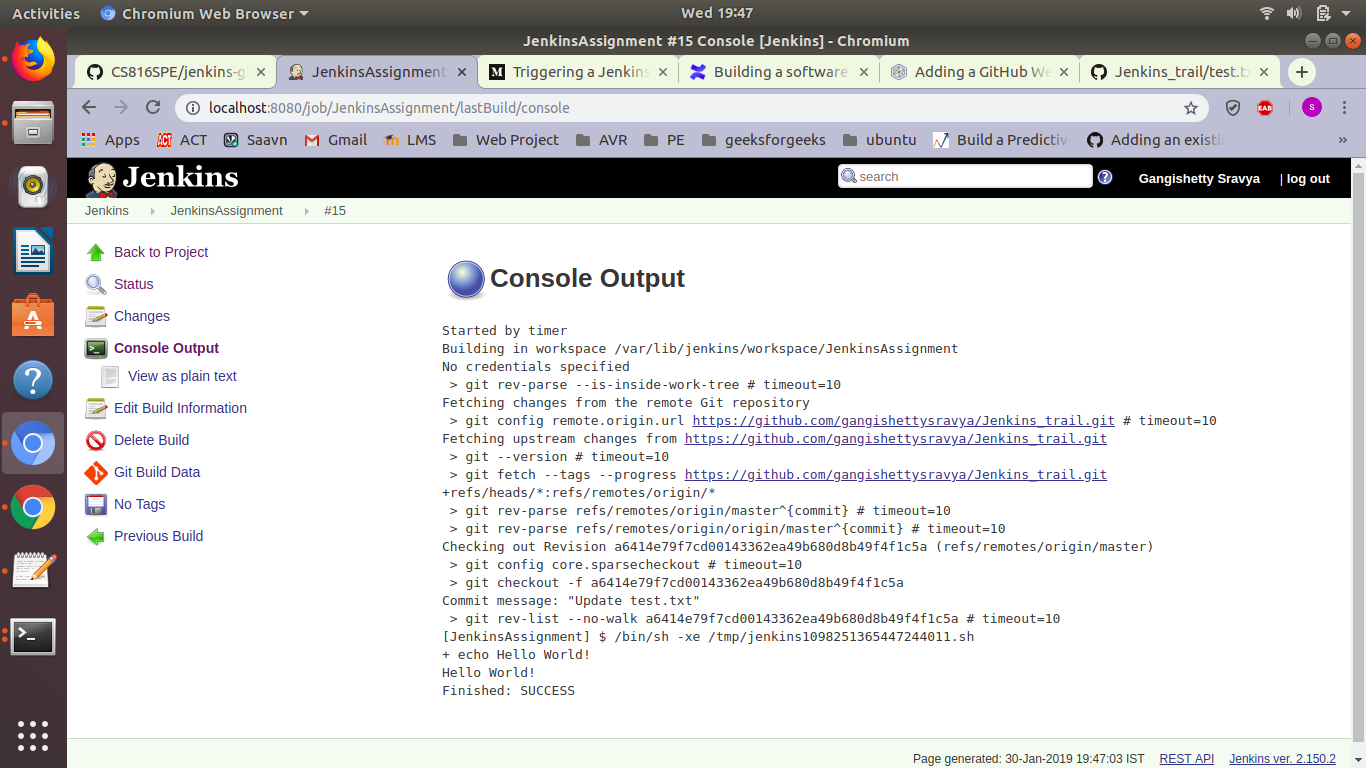 Activities Chromium Web Browser Wed 19:47
JenkinsAssignment #15 Console [Jenkins] - Chromium
CS816SPE/jenkins-g JenkinsAssignment Triggering a Jenkins Building a software Adding a GitHub We Jenkins_trail/test.tx
localhost:8080/job/JenkinsAssignment/lastBuild/console EAB S
Apps ACT ACT Saavn Gmail LMS Web Project AVR PE geeksforgeeks ubuntu Build a Predictiv Adding an existi »
Jenkins search ? Gangishetty Sravya | log out
Jenkins JenkinsAssignment #15
Back to Project
Status
Changes
Console Output
View as plain text
Edit Build Information
Delete Build
Git Build Data
No Tags
Previous Build
Console Output
Started by timer
Building in workspace /var/lib/jenkins/workspace/JenkinsAssignment
No credentials specified
> git rev-parse --is-inside-work-tree # timeout=10
Fetching changes from the remote Git repository
> git config remote.origin.url https://github.com/gangishettysravya/Jenkins_trail.git # timeout=10
Fetching upstream changes from https://github.com/gangishettysravya/Jenkins_trail.git
> git --version # timeout=10
> git fetch --tags --progress https://github.com/gangishettysravya/Jenkins_trail.git
+refs/heads/*:refs/remotes/origin/*
> git rev-parse refs/remotes/origin/master^{commit} # timeout=10
> git rev-parse refs/remotes/origin/origin/master^{commit} # timeout=10
Checking out Revision a6414e79f7cd00143362ea49b680d8b49f4f1c5a (refs/remotes/origin/master)
> git config core.sparsecheckout # timeout=10
> git checkout -f a6414e79f7cd00143362ea49b680d8b49f4f1c5a
Commit message: "Update test.txt"
> git rev-list --no-walk a6414e79f7cd00143362ea49b680d8b49f4f1c5a # timeout=10
[JenkinsAssignment] $ /bin/sh -xe /tmp/jenkins1098251365447244011.sh
+ echo Hello World!
Hello World!
Finished: SUCCESS
Page generated: 30-Jan-2019 19:47:03 IST REST API Jenkins ver. 2.150.2